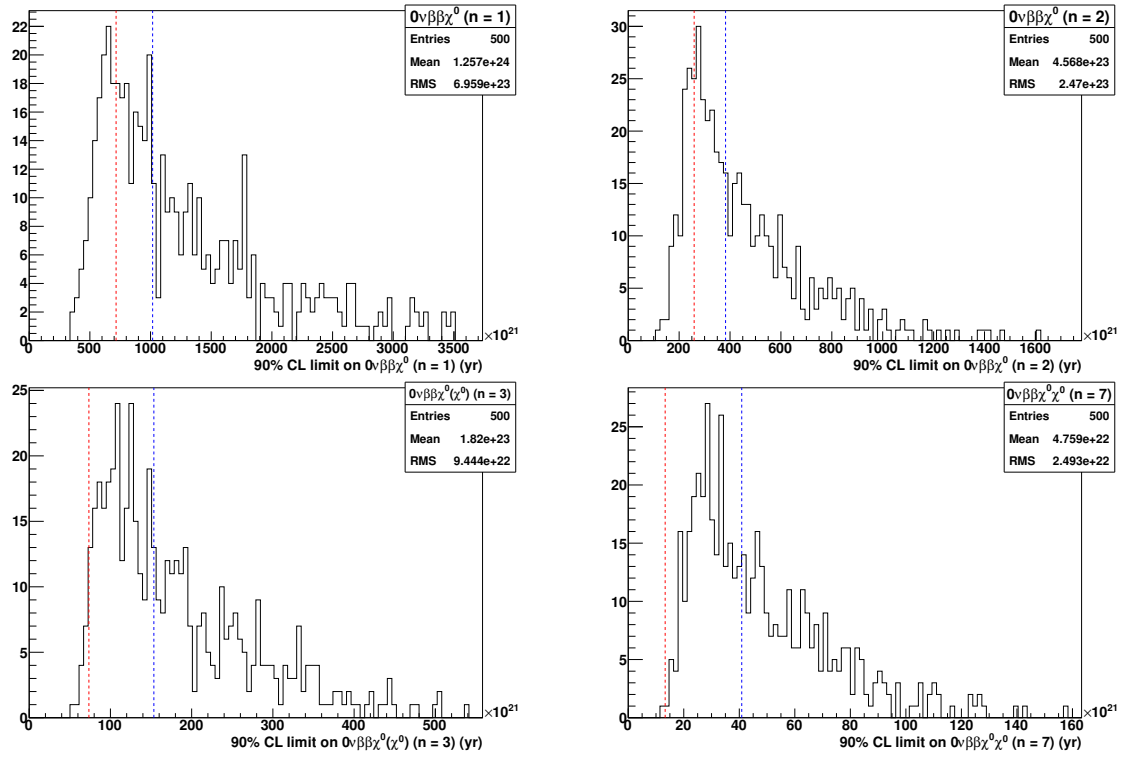 0νββχ⁰ (n = 1)
Entries 500
Mean 1.257e+24
RMS 6.959e+23
22
20
18
16
14
12
10
8
6
4
2
0
0 500 1000 1500 2000 2500 3000 3500
×10²¹
90% CL limit on 0νββχ⁰ (n = 1) (yr)
0νββχ⁰ (n = 2)
Entries 500
Mean 4.568e+23
RMS 2.47e+23
30
25
20
15
10
5
0
0 200 400 600 800 1000 1200 1400 1600
×10²¹
90% CL limit on 0νββχ⁰ (n = 2) (yr)
0νββχ⁰(χ⁰) (n = 3)
Entries 500
Mean 1.82e+23
RMS 9.444e+22
25
20
15
10
5
0
0 100 200 300 400 500
×10²¹
90% CL limit on 0νββχ⁰(χ⁰) (n = 3) (yr)
0νββχ⁰χ⁰ (n = 7)
Entries 500
Mean 4.759e+22
RMS 2.493e+22
25
20
15
10
5
0
0 20 40 60 80 100 120 140 160
×10²¹
90% CL limit on 0νββχ⁰χ⁰ (n = 7) (yr)